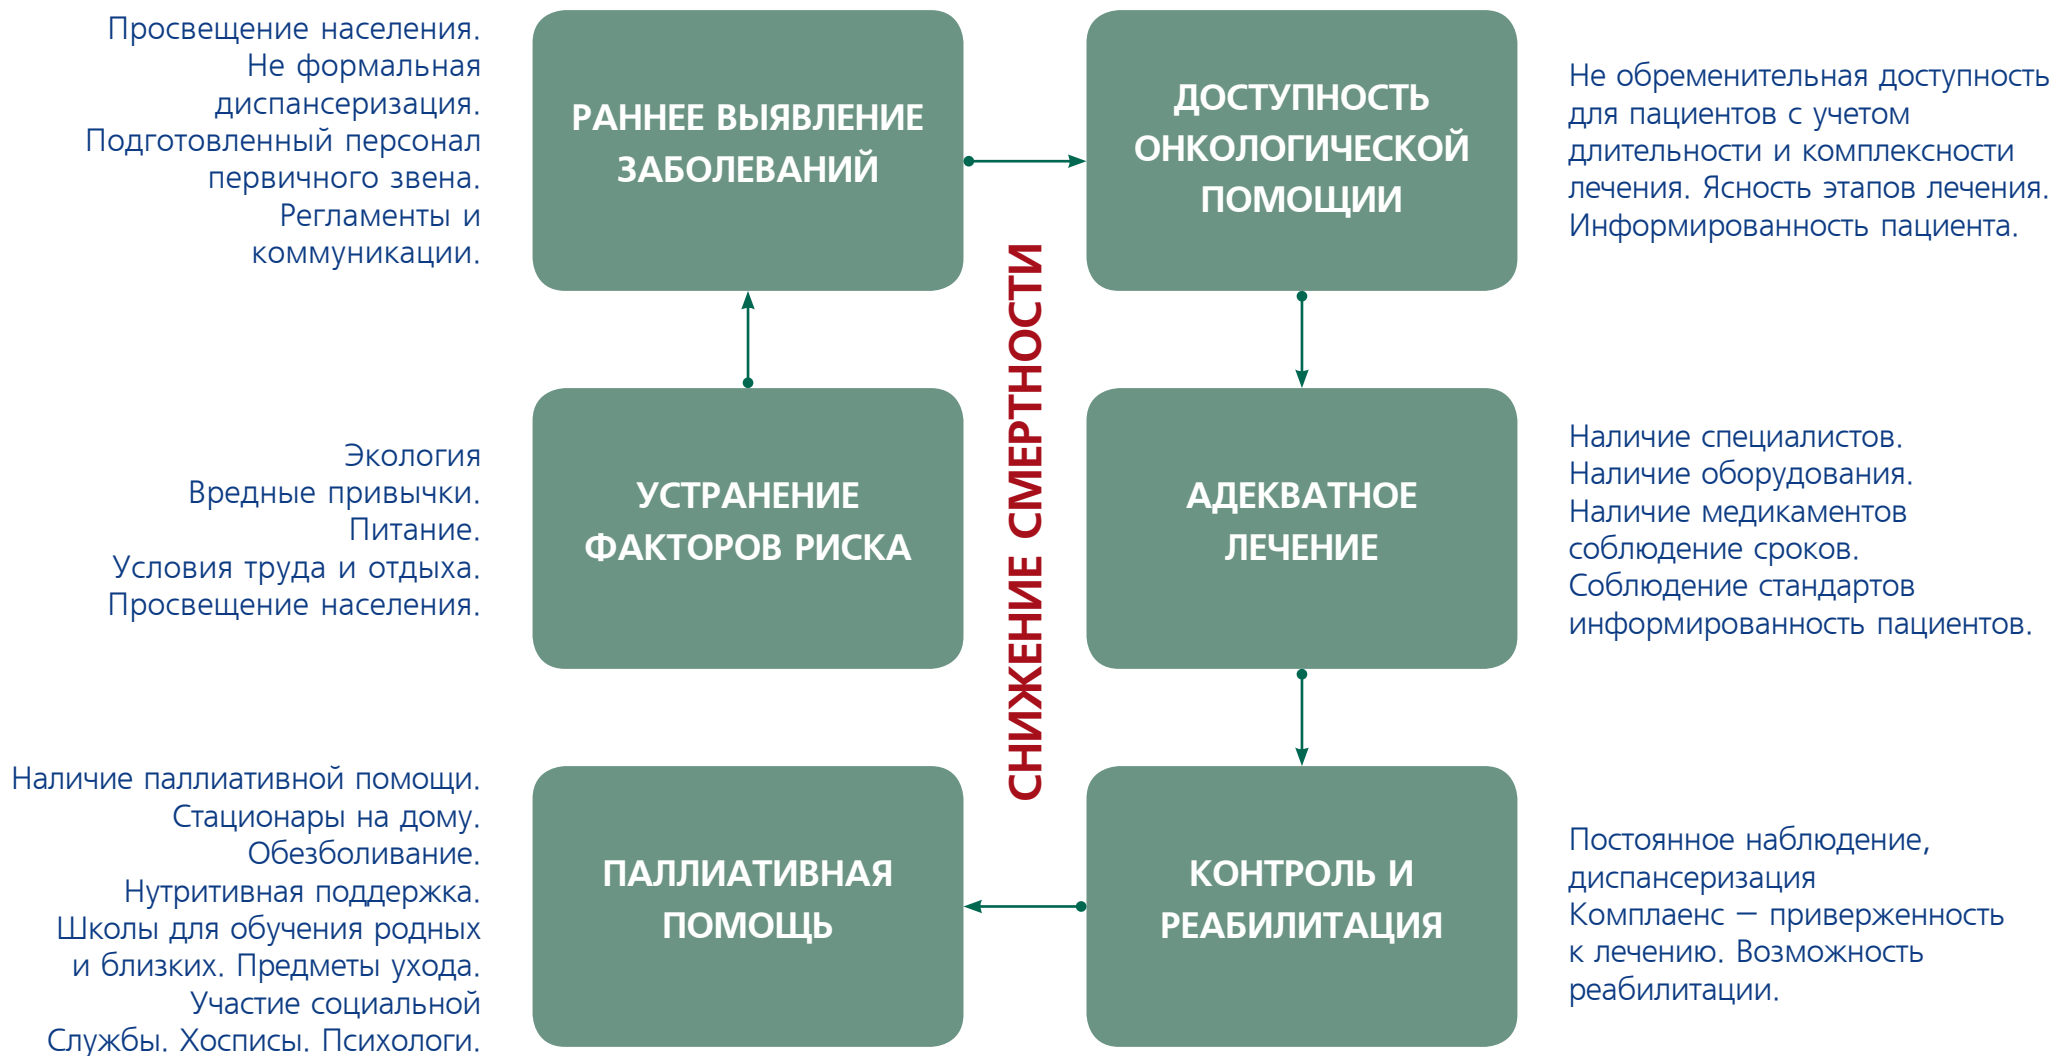 Просвещение населения.
Не формальная
диспансеризация.
Подготовленный персонал
первичного звена.
Регламенты и
коммуникации.
РАННЕЕ ВЫЯВЛЕНИЕ
ЗАБОЛЕВАНИЙ
ДОСТУПНОСТЬ
ОНКОЛОГИЧЕСКОЙ
ПОМОЩИИ
Не обременительная доступность
для пациентов с учетом
длительности и комплексности
лечения. Ясность этапов лечения.
Информированность пациента.
СНИЖЕНИЕ СМЕРТНОСТИ
Экология
Вредные привычки.
Питание.
Условия труда и отдыха.
Просвещение населения.
УСТРАНЕНИЕ
ФАКТОРОВ РИСКА
АДЕКВАТНОЕ
ЛЕЧЕНИЕ
Наличие специалистов.
Наличие оборудования.
Наличие медикаментов
соблюдение сроков.
Соблюдение стандартов
информированность пациентов.
Наличие паллиативной помощи.
Стационары на дому.
Обезболивание.
Нутритивная поддержка.
Школы для обучения родных
и близких. Предметы ухода.
Участие социальной
Службы. Хосписы. Психологи.
ПАЛЛИАТИВНАЯ
ПОМОЩЬ
КОНТРОЛЬ И
РЕАБИЛИТАЦИЯ
Постоянное наблюдение,
диспансеризация
Комплаенс — приверженность
к лечению. Возможность
реабилитации.